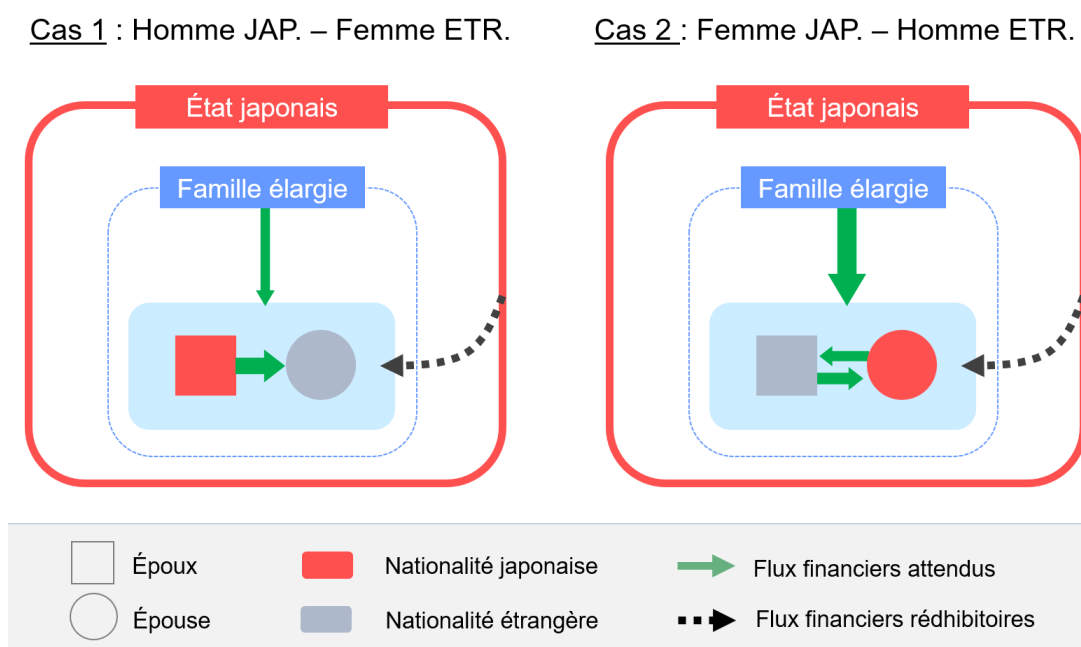 Cas 1 : Homme JAP. – Femme ETR.
Cas 2 : Femme JAP. – Homme ETR.
État japonais
État japonais
Famille élargie
Famille élargie
Époux
Nationalité japonaise
Flux financiers attendus
Épouse
Nationalité étrangère
Flux financiers rédhibitoires